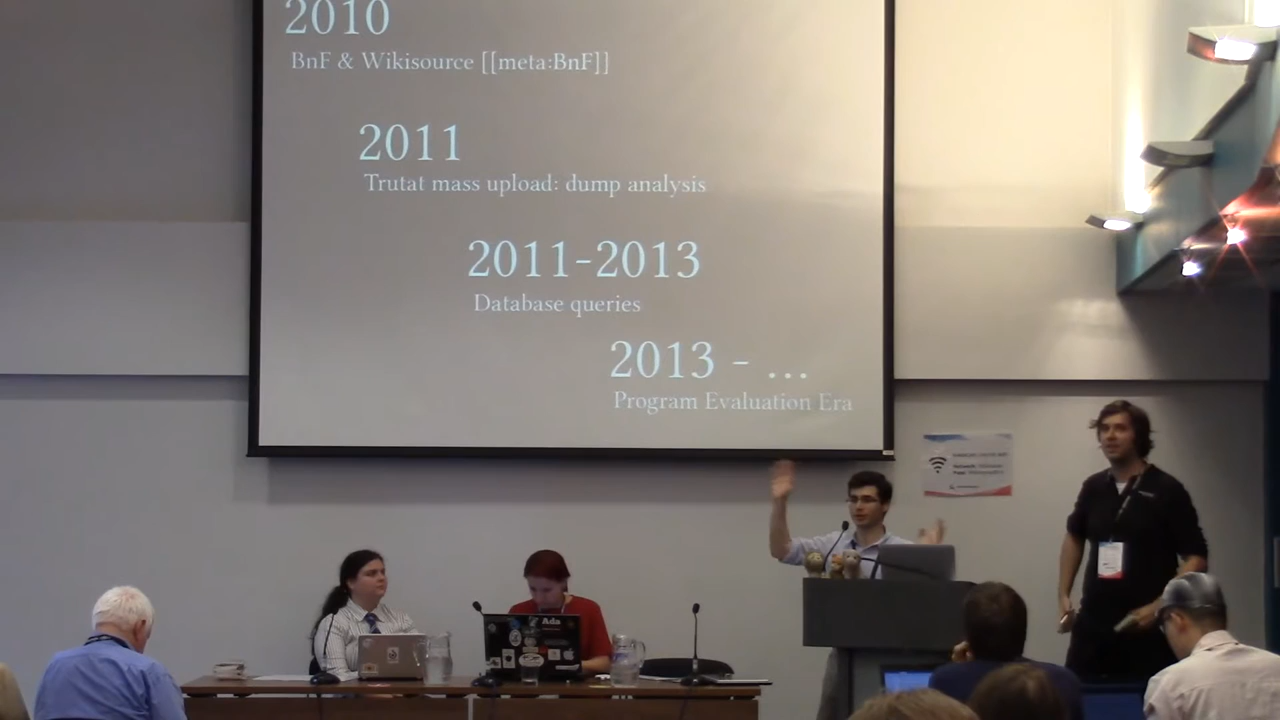 2010
BnF & Wikisource [[meta:BnF]]
2011
Trutat mass upload: dump analysis
2011-2013
Database queries
2013 - ...
Program Evaluation Era
Ada